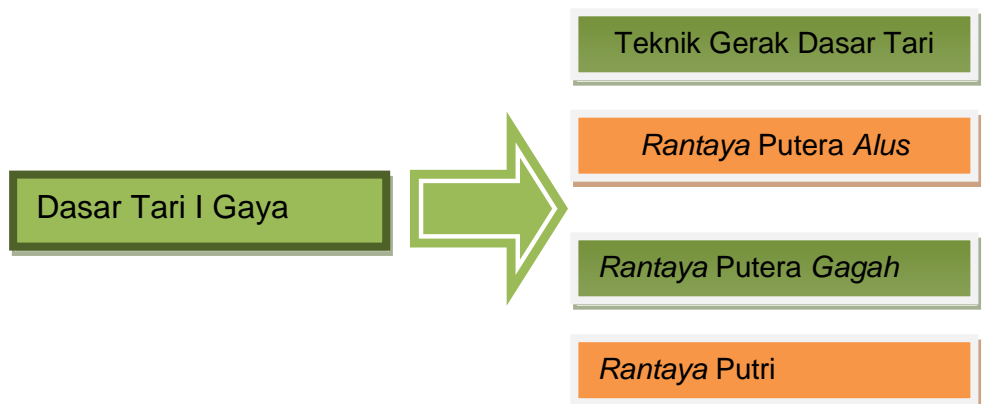 Teknik Gerak Dasar Tari
Rantaya Putera Alus
Dasar Tari I Gaya
Rantaya Putera Gagah
Rantaya Putri